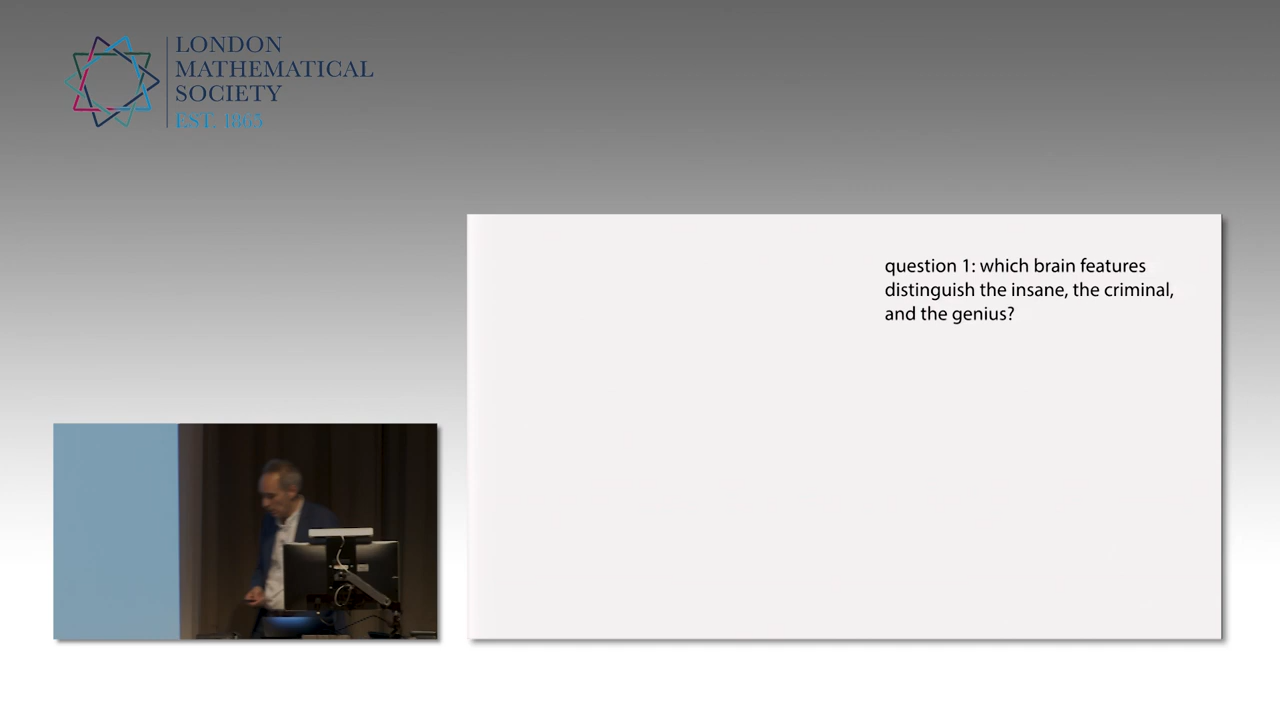 LONDON
MATHEMATICAL
SOCIETY
EST. 1865
question 1: which brain features
distinguish the insane, the criminal,
and the genius?